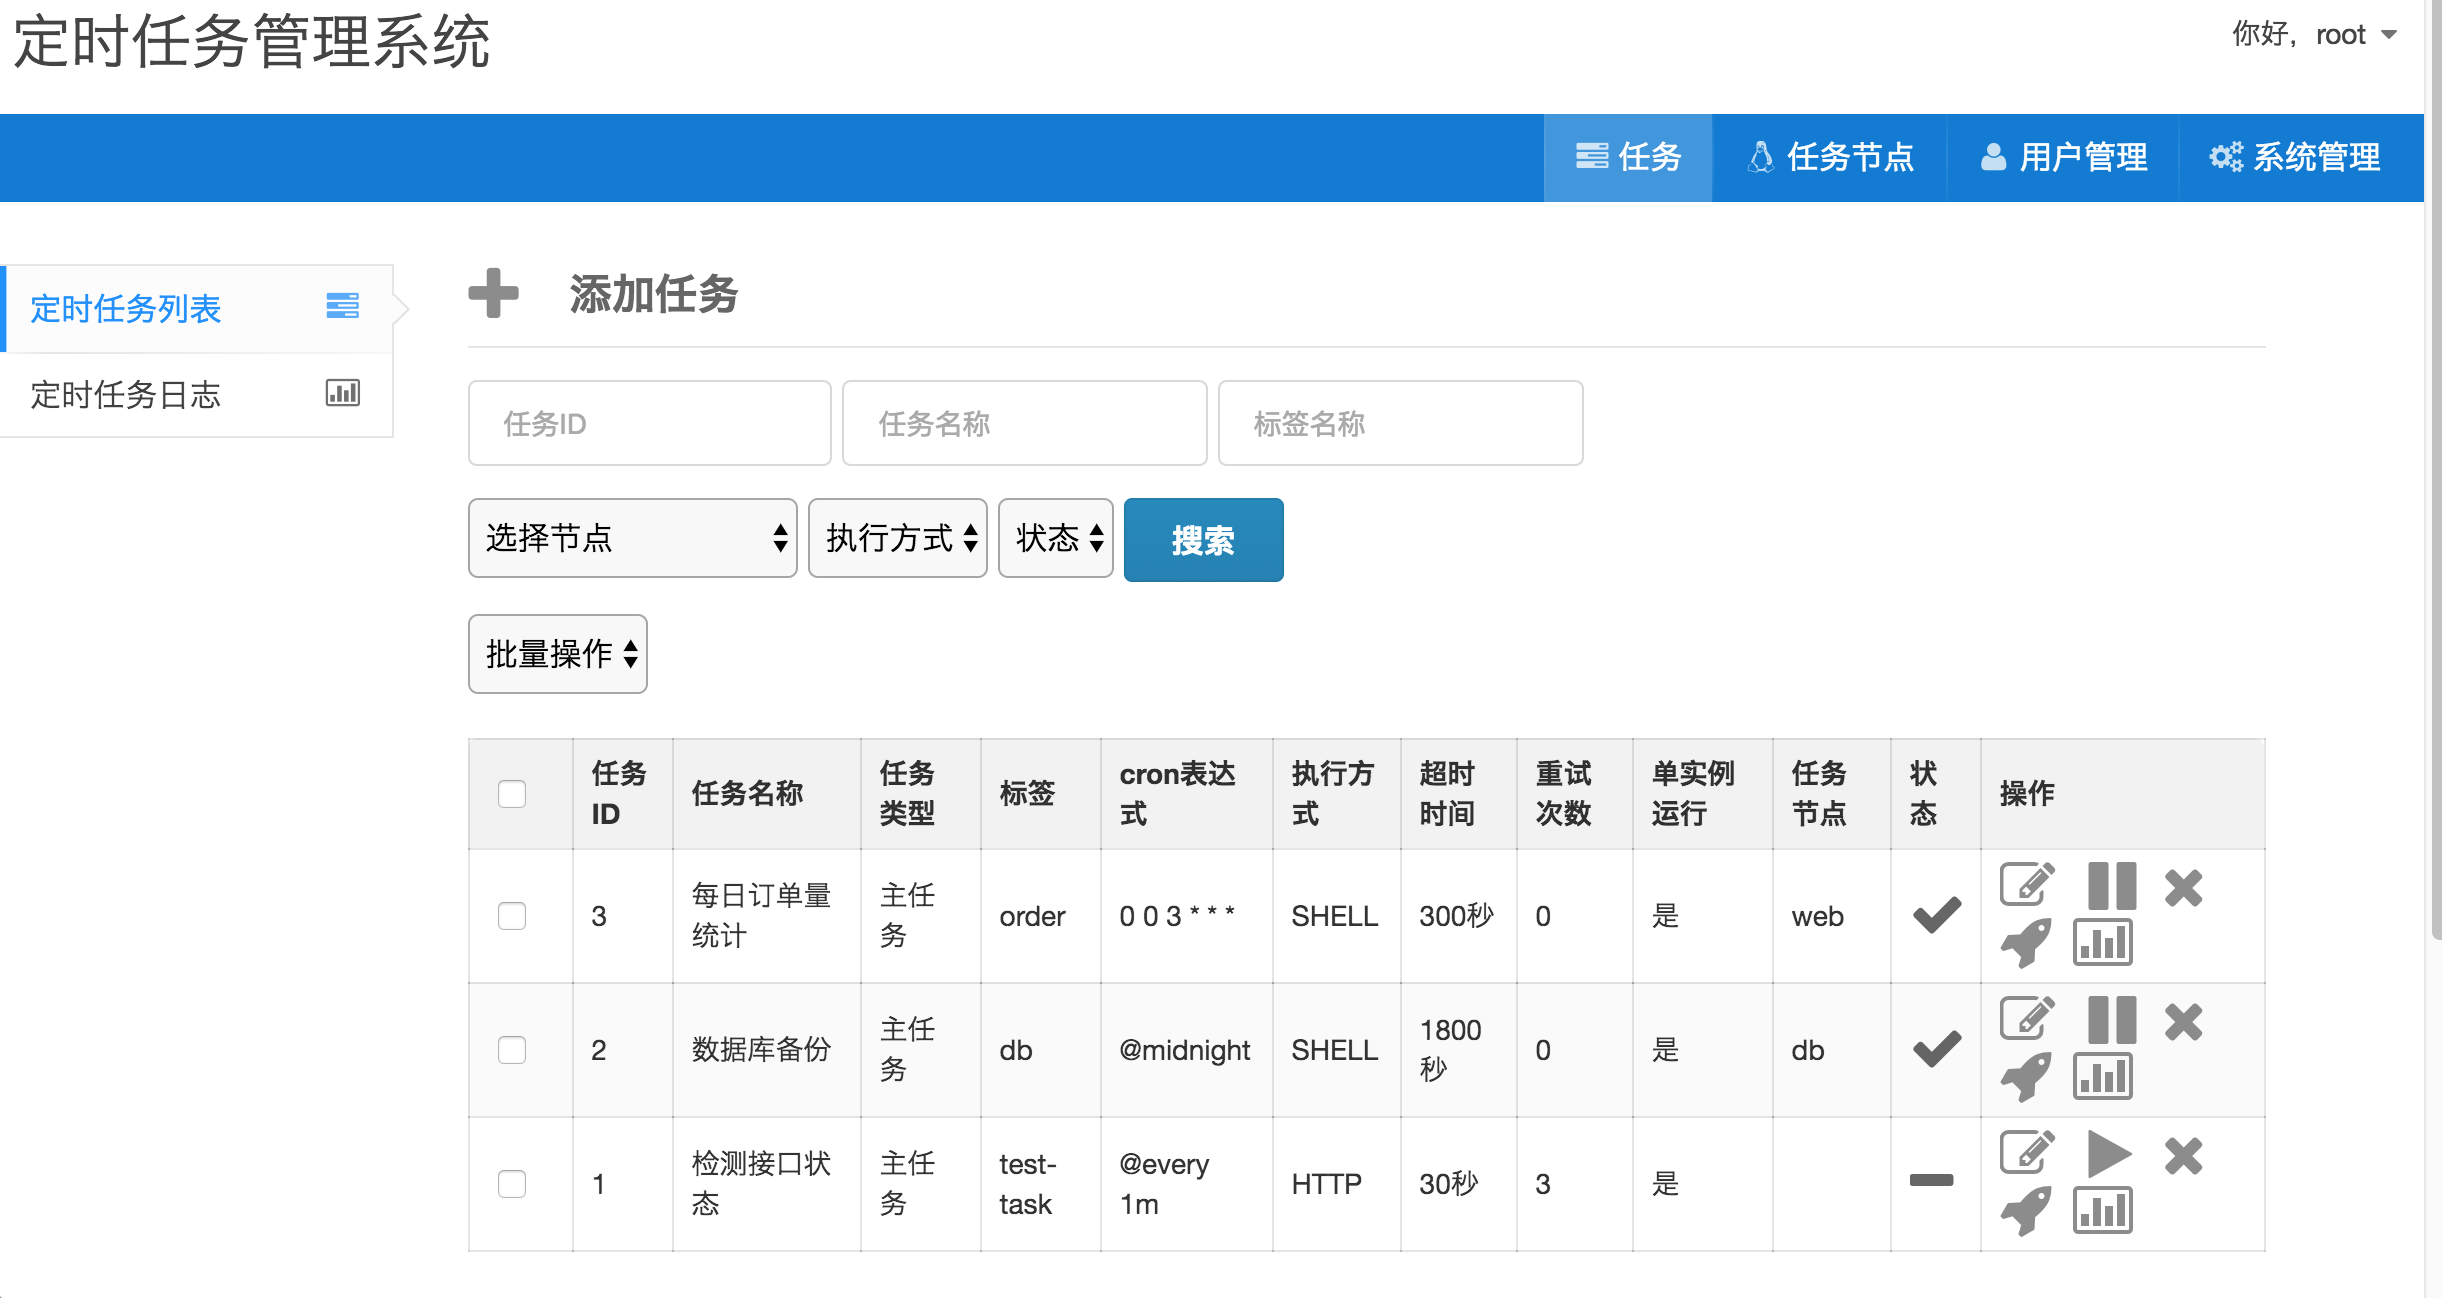 定时任务管理系统
你好，root
任务 任务节点 用户管理 系统管理
定时任务列表
定时任务日志
添加任务
任务ID 任务名称 标签名称
选择节点 执行方式 状态 搜索
批量操作
任务ID 任务名称 任务类型 标签 cron表达式 执行方式 超时时间 重试次数 单实例运行 任务节点 状态 操作
3 每日订单量统计 主任务 order 0 0 3 * * * SHELL 300秒 0 是 web
2 数据库备份 主任务 db @midnight SHELL 1800秒 0 是 db
1 检测接口状态 主任务 test-task @every 1m HTTP 30秒 3 是